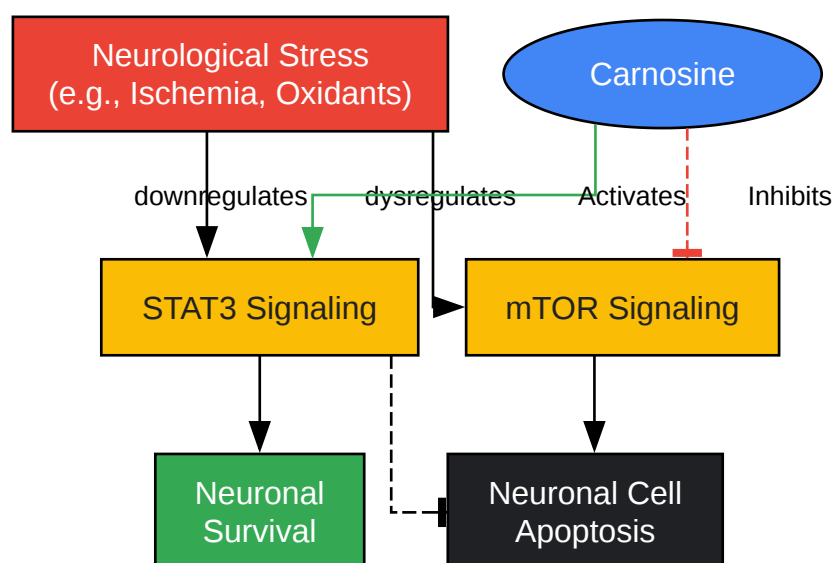 Neurological Stress
(e.g., Ischemia, Oxidants)
Carnosine
downregulates
dysregulates
Activates
Inhibits
STAT3 Signaling
mTOR Signaling
Neuronal
Survival
Neuronal Cell
Apoptosis